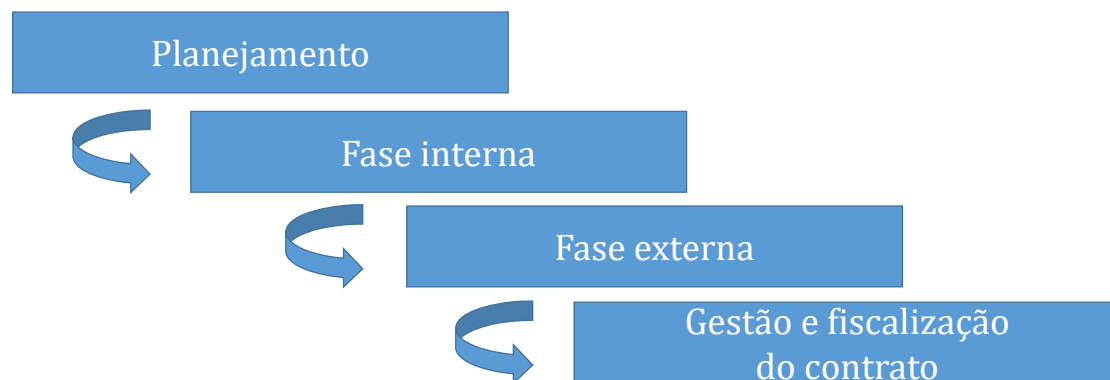 Planejamento
Fase interna
Fase externa
Gestão e fiscalização
do contrato